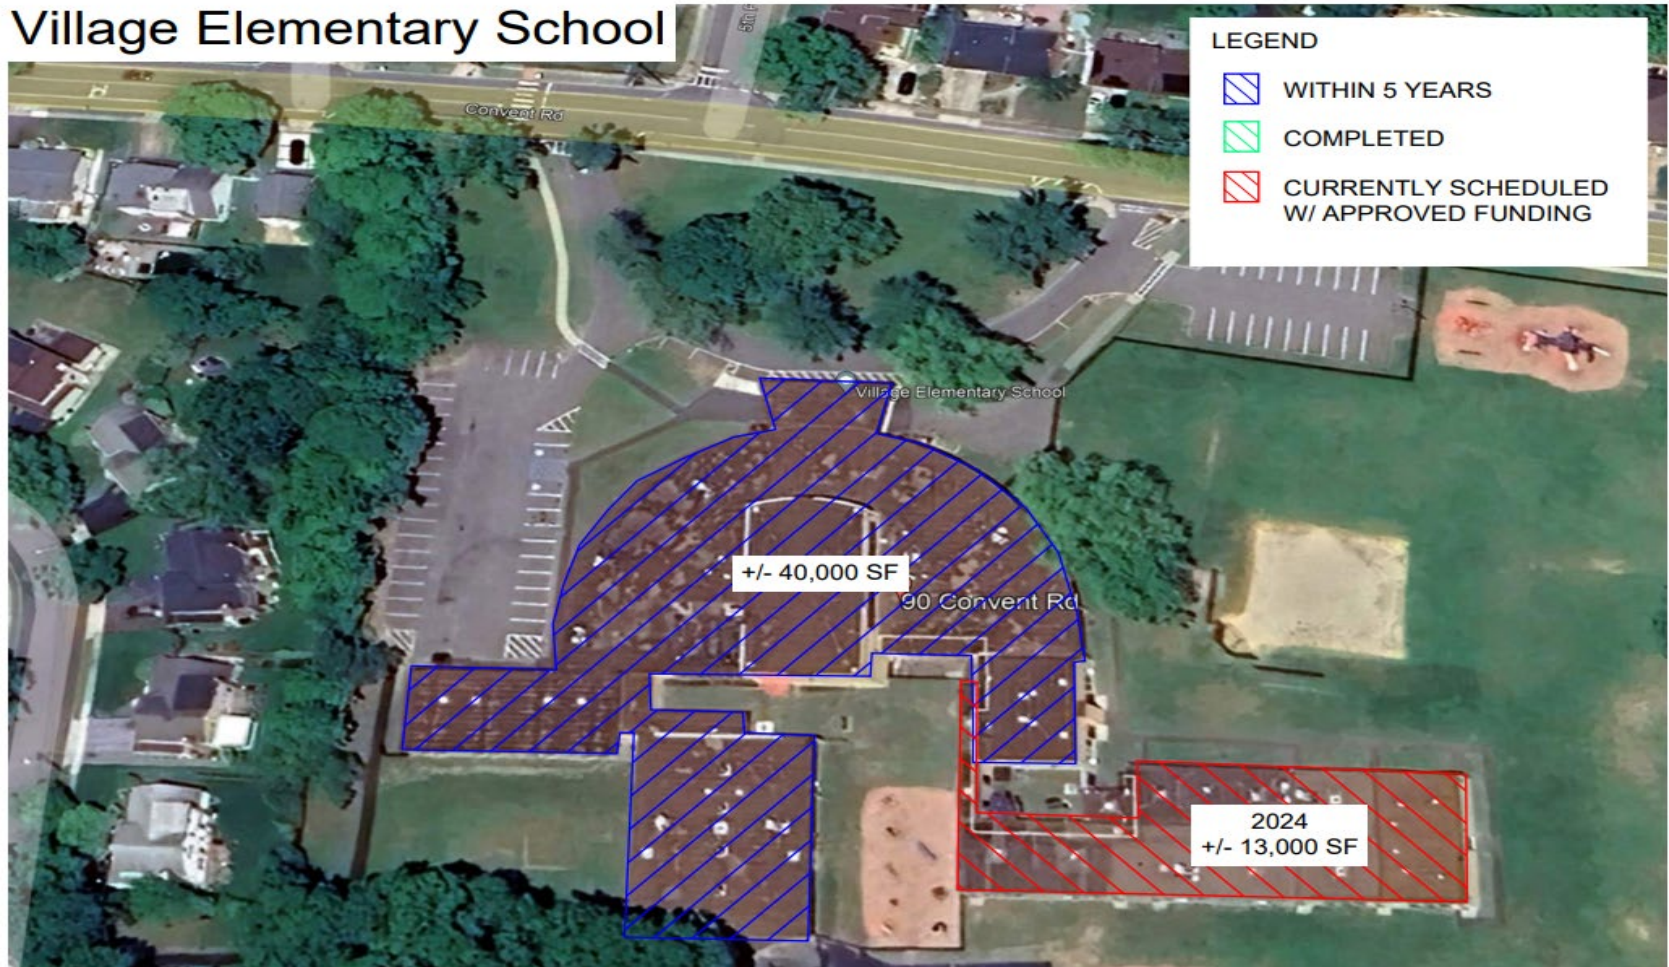 Village Elementary School
LEGEND
WITHIN 5 YEARS
COMPLETED
CURRENTLY SCHEDULED
W/ APPROVED FUNDING
5th
Convent Rd
Village Elementary School
+/- 40,000 SF
90 Convent Rd
2024
+/- 13,000 SF